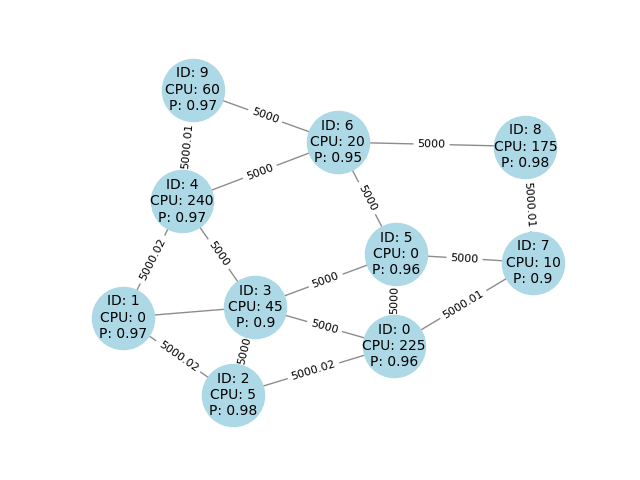 ID: 9
CPU: 60
P: 0.97
5000
ID: 6
CPU: 20
P: 0.95
5000
ID: 8
CPU: 175
P: 0.98
5000.01
5000
ID: 4
CPU: 240
P: 0.97
5000
5000.01
5000.02
5000
ID: 5
CPU: 0
P: 0.96
5000
ID: 7
CPU: 10
P: 0.9
5000
ID: 3
CPU: 45
P: 0.9
5000
5000.01
ID: 1
CPU: 0
P: 0.97
5000
ID: 0
CPU: 225
P: 0.96
5000.02
5000
5000.02
ID: 2
CPU: 5
P: 0.98